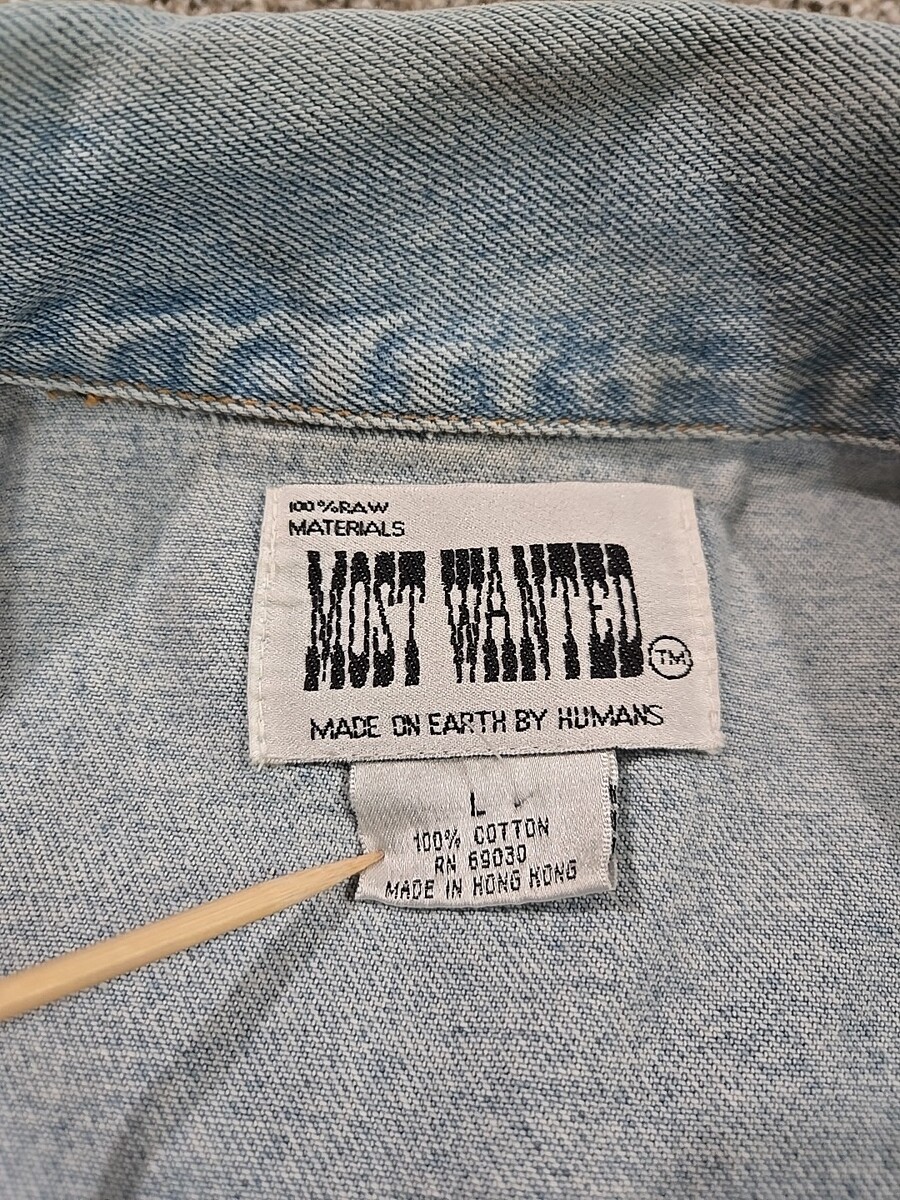 100% RAW
MATERIALS
MOST WANTED TM
MADE ON EARTH BY HUMANS
L
100% COTTON
RN 69030
MADE IN HONG KONG